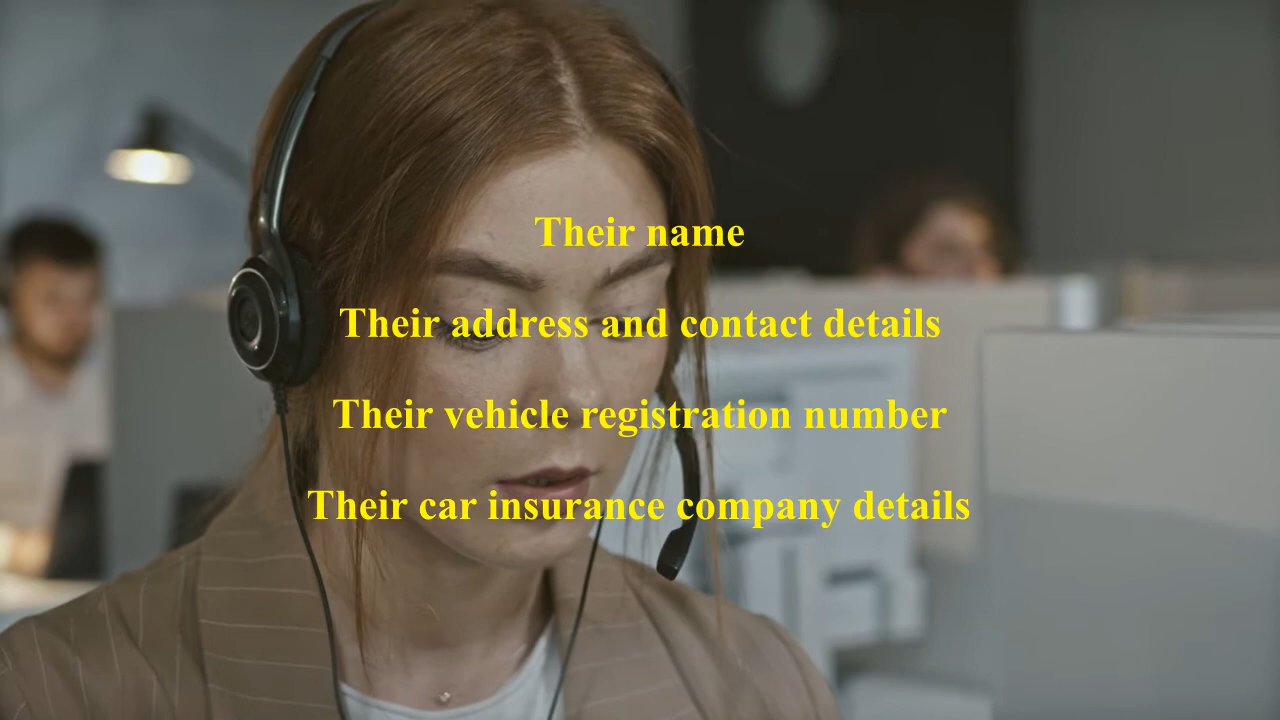 Their name
Their address and contact details
Their vehicle registration number
Their car insurance company details